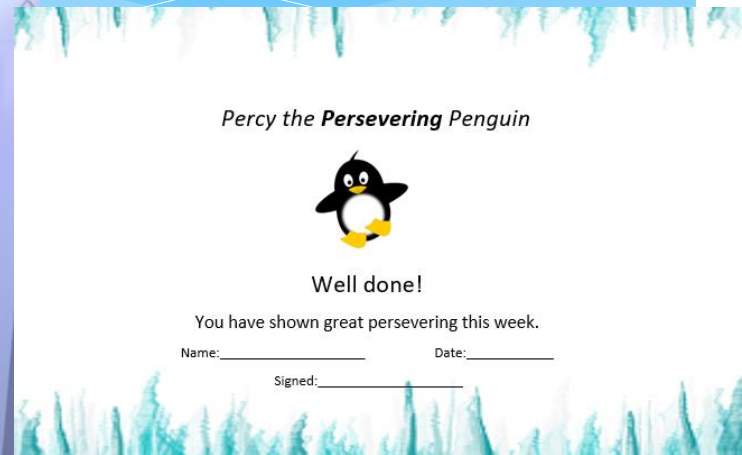 Percy the Persevering Penguin
Well done!
You have shown great persevering this week.
Name:____________________ Date:____________
Signed:____________________